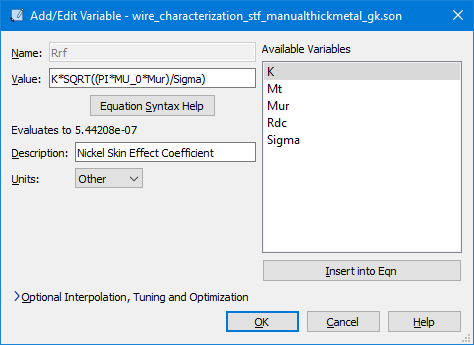 Add/Edit Variable - wire_characterization_stf_manualthickmetal_gk.son
Name: Rrf
Value: K*SQRT((PI*MU_0*Mur)/Sigma)
Equation Syntax Help
Evaluates to 5.44208e-07
Description: Nickel Skin Effect Coefficient
Units: Other
Available Variables
K
Mt
Mur
Rdc
Sigma
Insert into Eqn
Optional Interpolation, Tuning and Optimization
OK Cancel Help